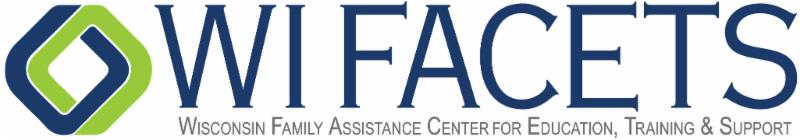 WI FACETS
Wisconsin Family Assistance Center for Education, Training & Support